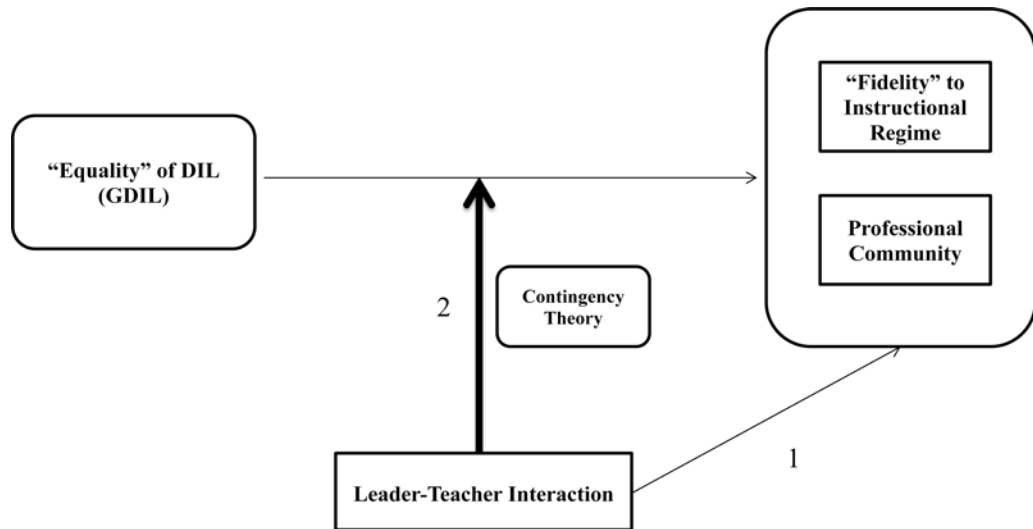 “Fidelity” to
Instructional
Regime
“Equality” of DIL
(GDIL)
Professional
Community
2
Contingency
Theory
1
Leader-Teacher Interaction